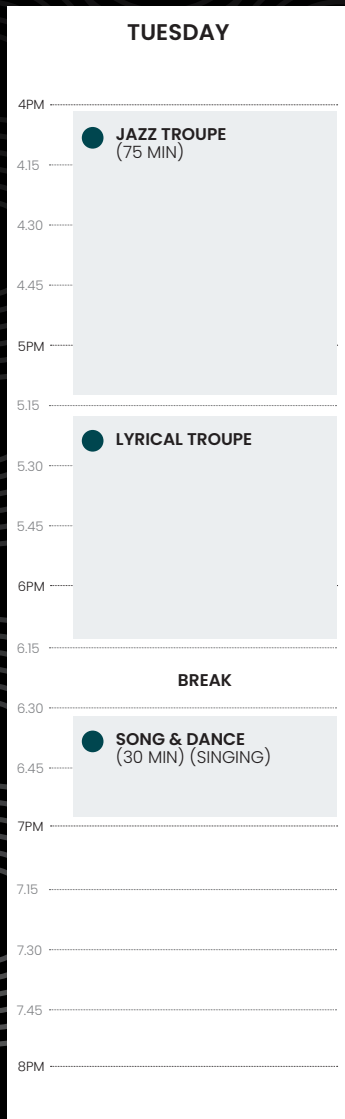 TUESDAY
4PM
JAZZ TROUPE
(75 MIN)
4.15
4.30
4.45
5PM
5.15
LYRICAL TROUPE
5.30
5.45
6PM
6.15
BREAK
6.30
SONG & DANCE
(30 MIN) (SINGING)
6.45
7PM
7.15
7.30
7.45
8PM